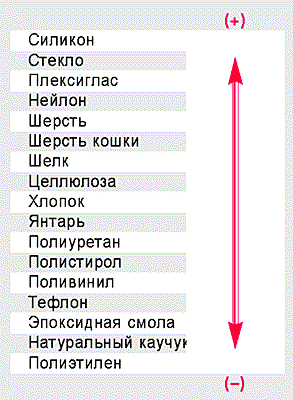 (+)
Силикон
Стекло
Плексиглас
Нейлон
Шерсть
Шерсть кошки
Шелк
Целлюлоза
Хлопок
Янтарь
Полиуретан
Полистирол
Поливинил
Тефлон
Эпоксидная смола
Натуральный каучук
Полиэтилен
(–)